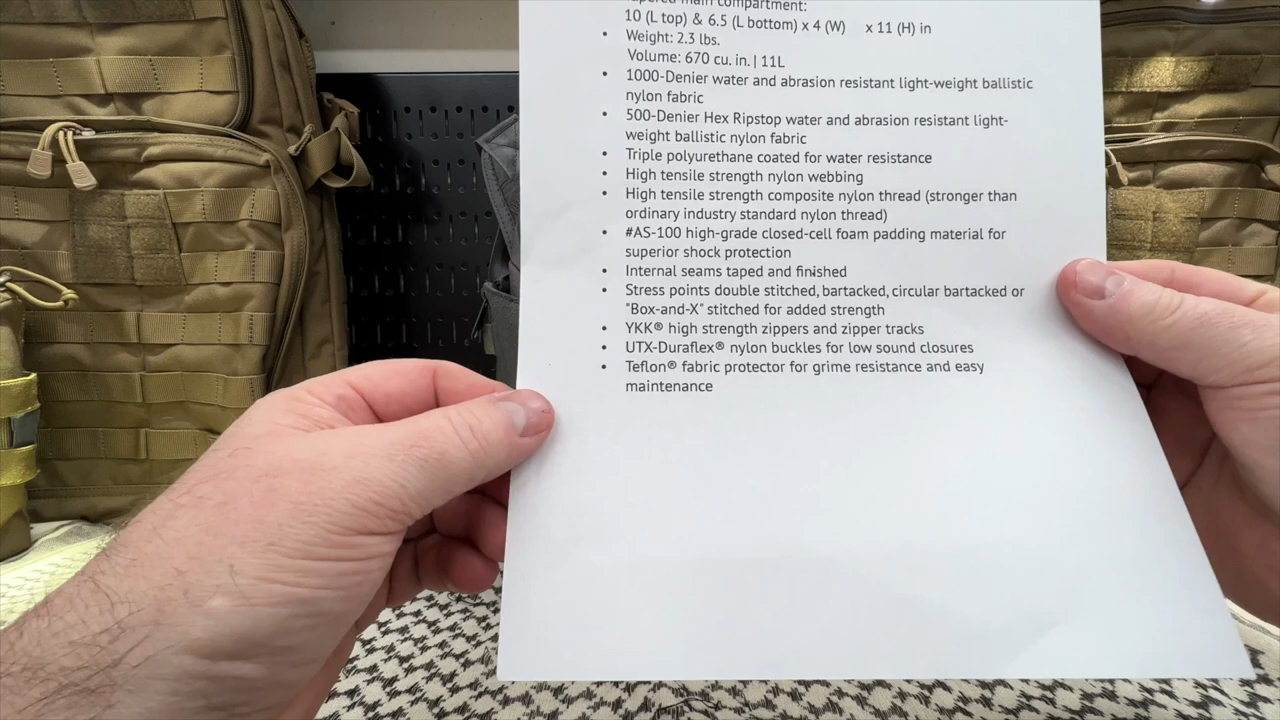 Tapered main compartment:
10 (L top) & 6.5 (L bottom) x 4 (W) x 11 (H) in
• Weight: 2.3 lbs.
Volume: 670 cu. in. | 11L
• 1000-Denier water and abrasion resistant light-weight ballistic
nylon fabric
• 500-Denier Hex Ripstop water and abrasion resistant light-
weight ballistic nylon fabric
• Triple polyurethane coated for water resistance
• High tensile strength nylon webbing
• High tensile strength composite nylon thread (stronger than
ordinary industry standard nylon thread)
• #AS-100 high-grade closed-cell foam padding material for
superior shock protection
• Internal seams taped and finished
• Stress points double stitched, bartacked, circular bartacked or
"Box-and-X" stitched for added strength
• YKK® high strength zippers and zipper tracks
• UTX-Duraflex® nylon buckles for low sound closures
• Teflon® fabric protector for grime resistance and easy
maintenance